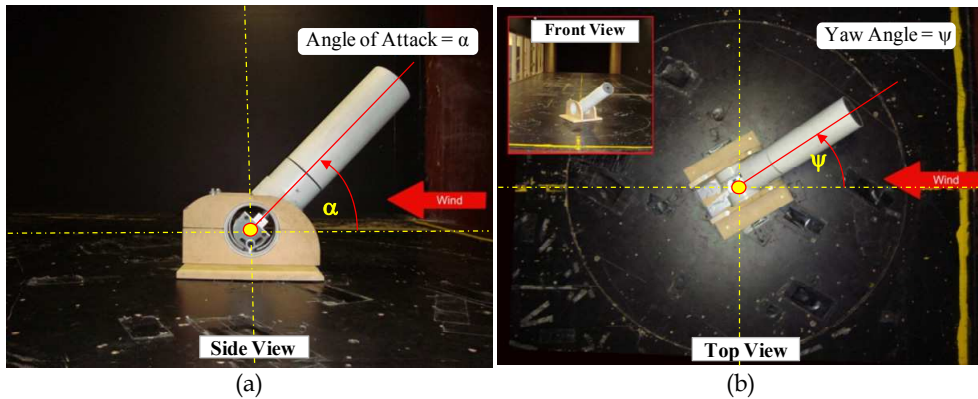 Angle of Attack = α
α
Wind
Side View
(a)
Front View
Yaw Angle = ψ
ψ
Wind
Top View
(b)